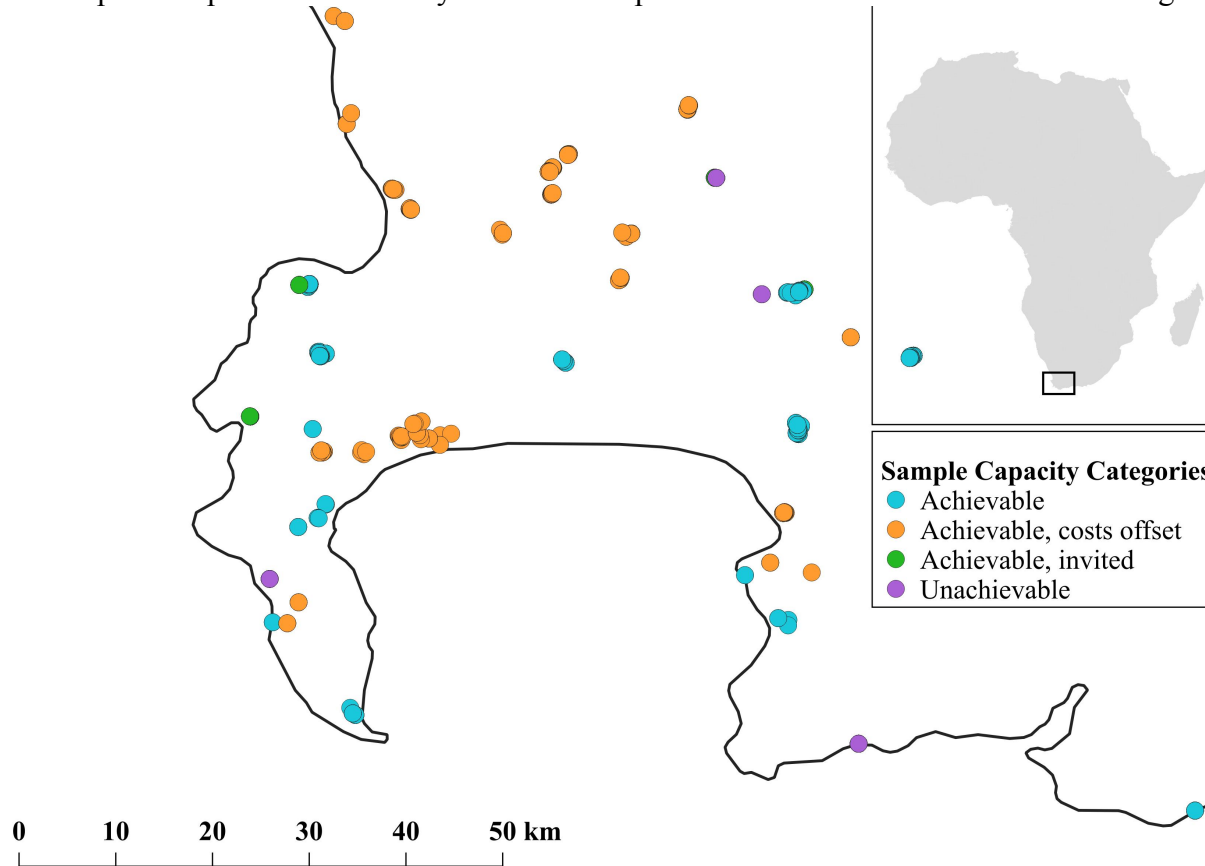 Sample Capacity Categories
Achievable
Achievable, costs offset
Achievable, invited
Unachievable
0 10 20 30 40 50 km